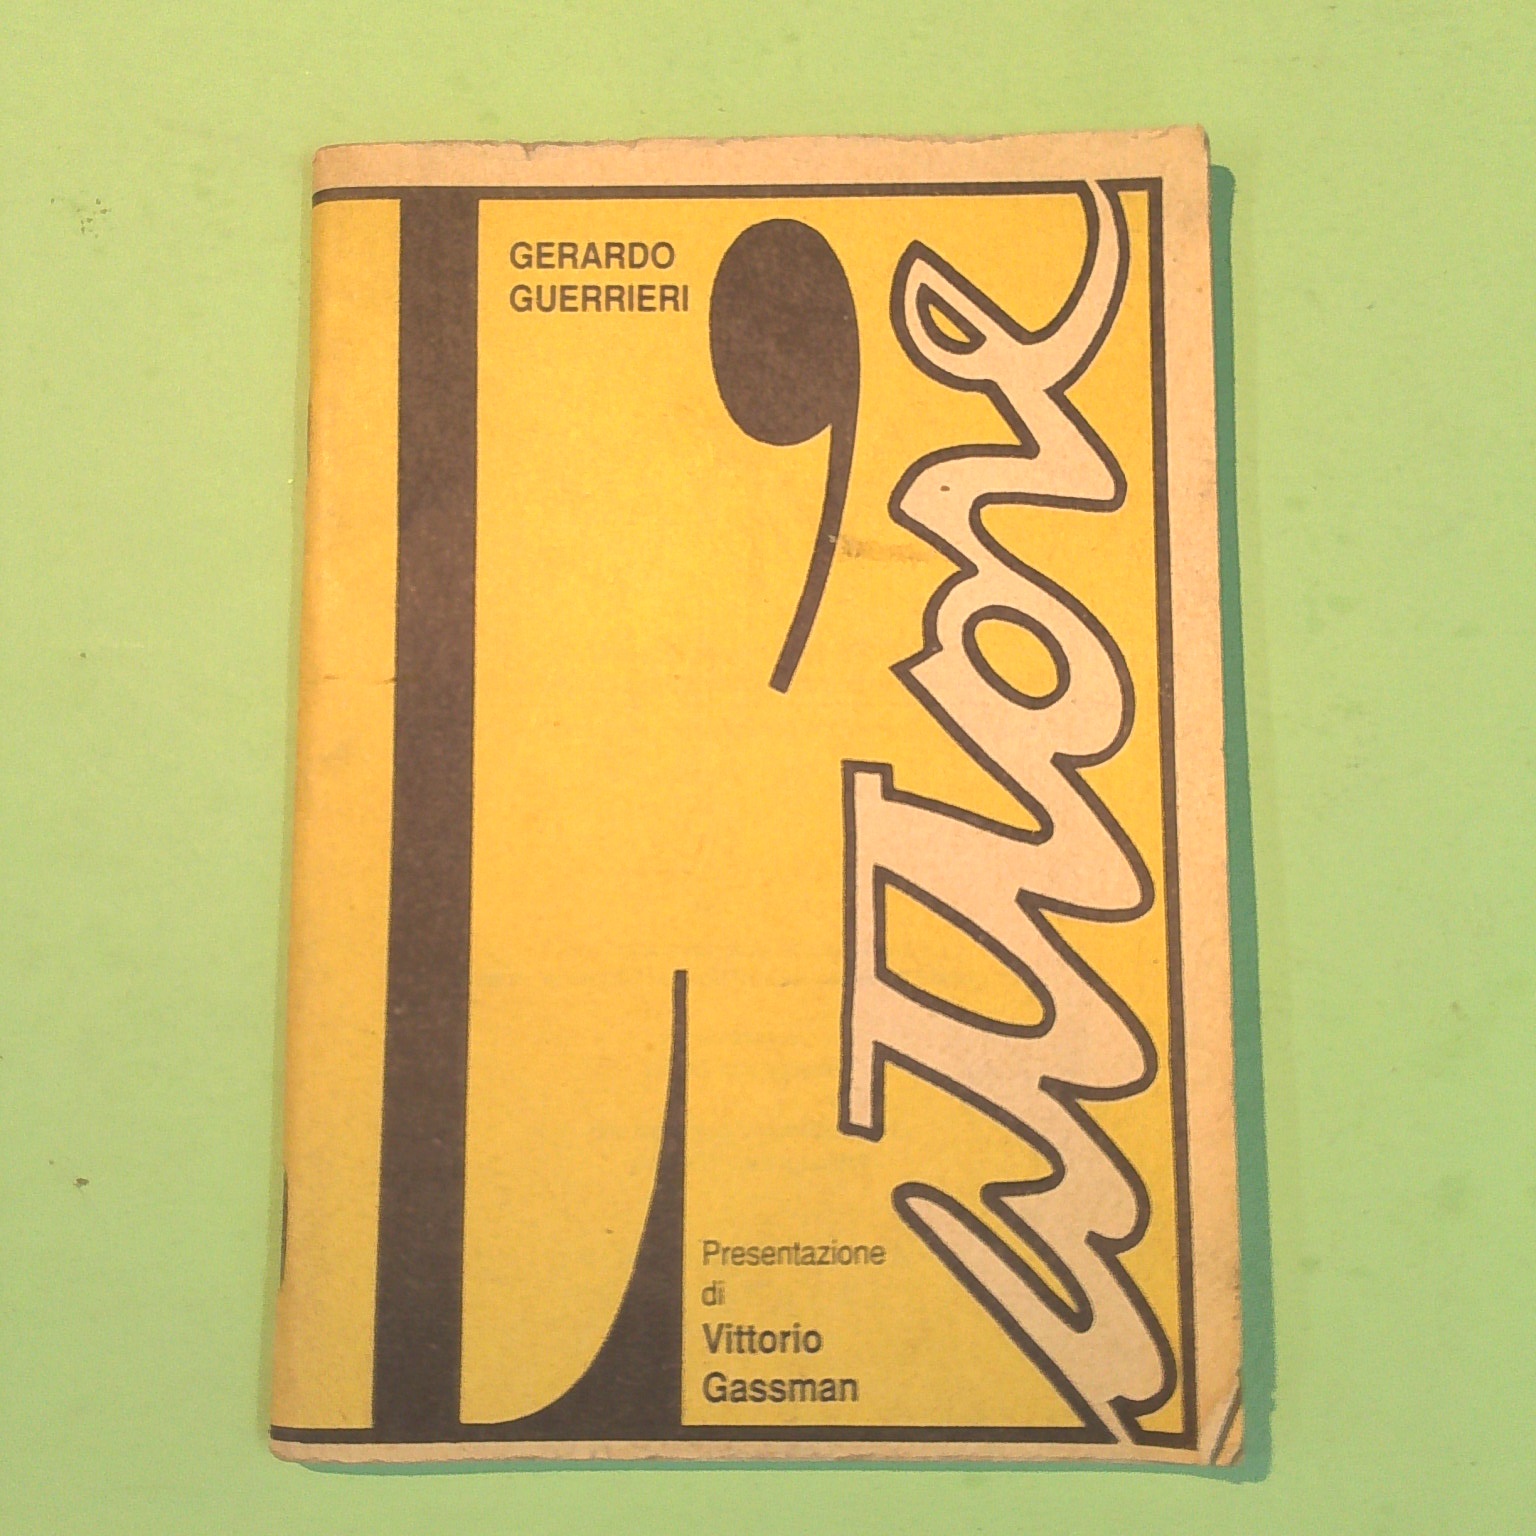 GERARDO
GUERRIERI
L'attore
Presentazione
di
Vittorio
Gassman